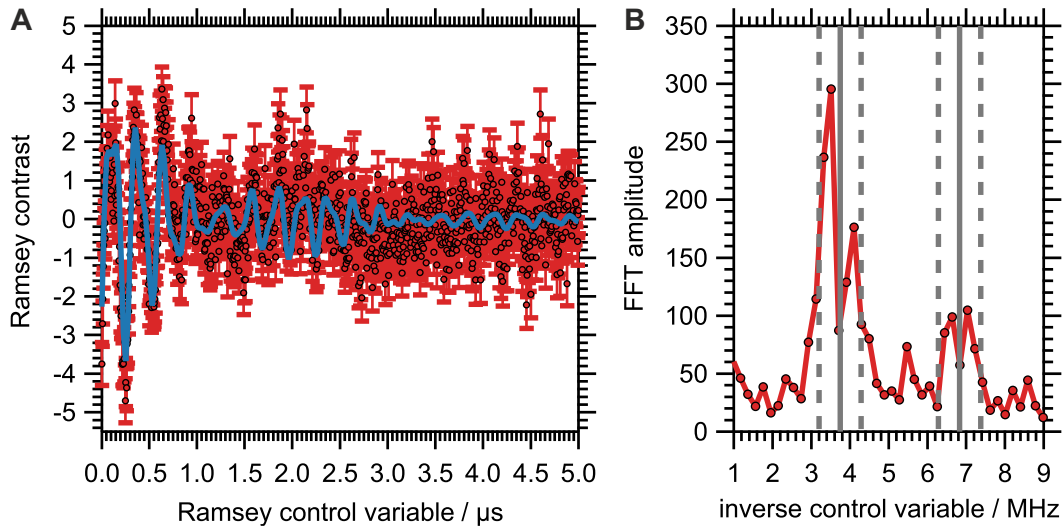 A
5
4
3
2
1
0
-1
-2
-3
-4
-5
Ramsey contrast
0.0 0.5 1.0 1.5 2.0 2.5 3.0 3.5 4.0 4.5 5.0
Ramsey control variable / µs
B
350
300
250
200
150
100
50
0
FFT amplitude
1 2 3 4 5 6 7 8 9
inverse control variable / MHz